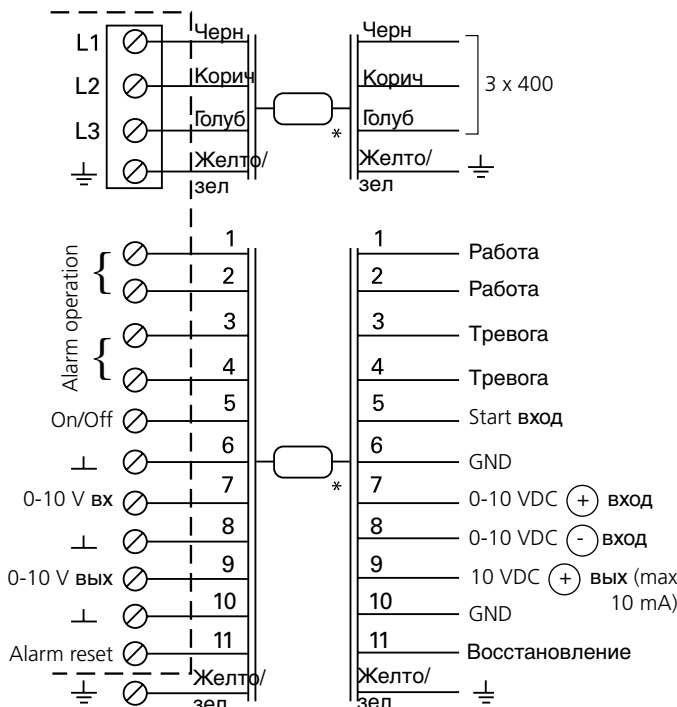 L1 Черн Черн
L2 Корич Корич 3 x 400
L3 Голуб * Голуб
Желто/ Желто/
зел зел
Alarm operation
1 1 Работа
2 2 Работа
3 3 Тревога
4 4 Тревога
On/Off 5 5 Start вход
6 6 GND
0-10 V вх 7 * 7 0-10 VDC + вход
8 8 0-10 VDC - вход
0-10 V вых 9 9 10 VDC + вых (max
10 10 GND 10 mA)
Alarm reset 11 11 Восстановление
Желто/ Желто/
зел зел